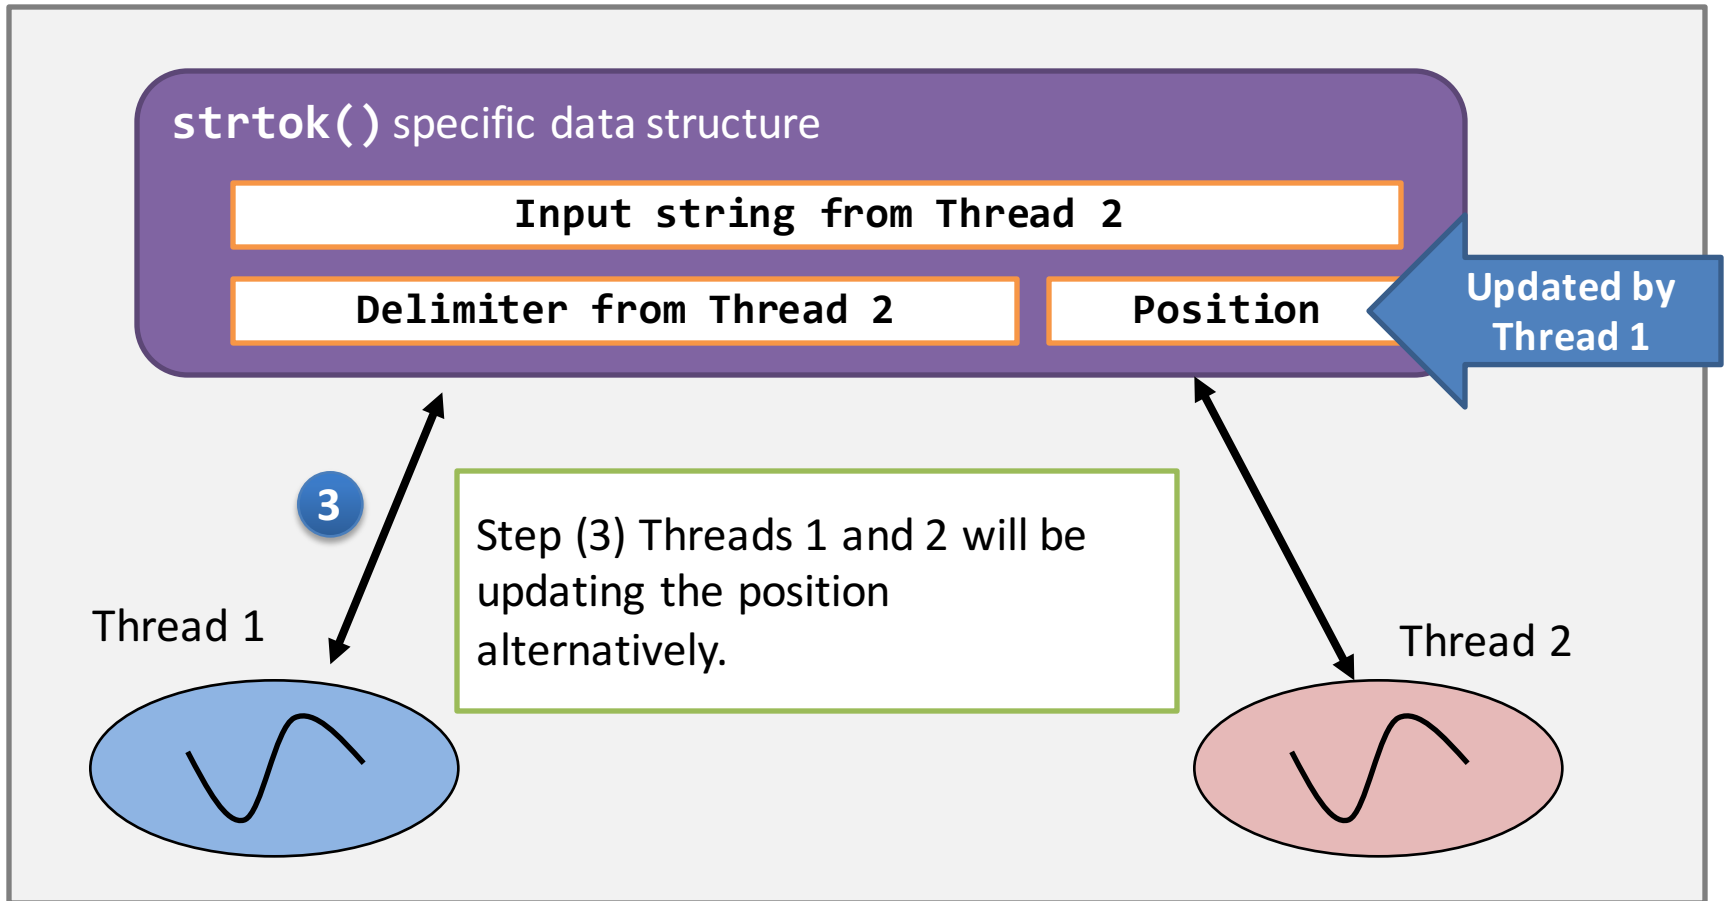 strtok() specific data structure
Input string from Thread 2
Delimiter from Thread 2
Position
Updated by
Thread 1
3
Step (3) Threads 1 and 2 will be
updating the position
alternatively.
Thread 1
Thread 2